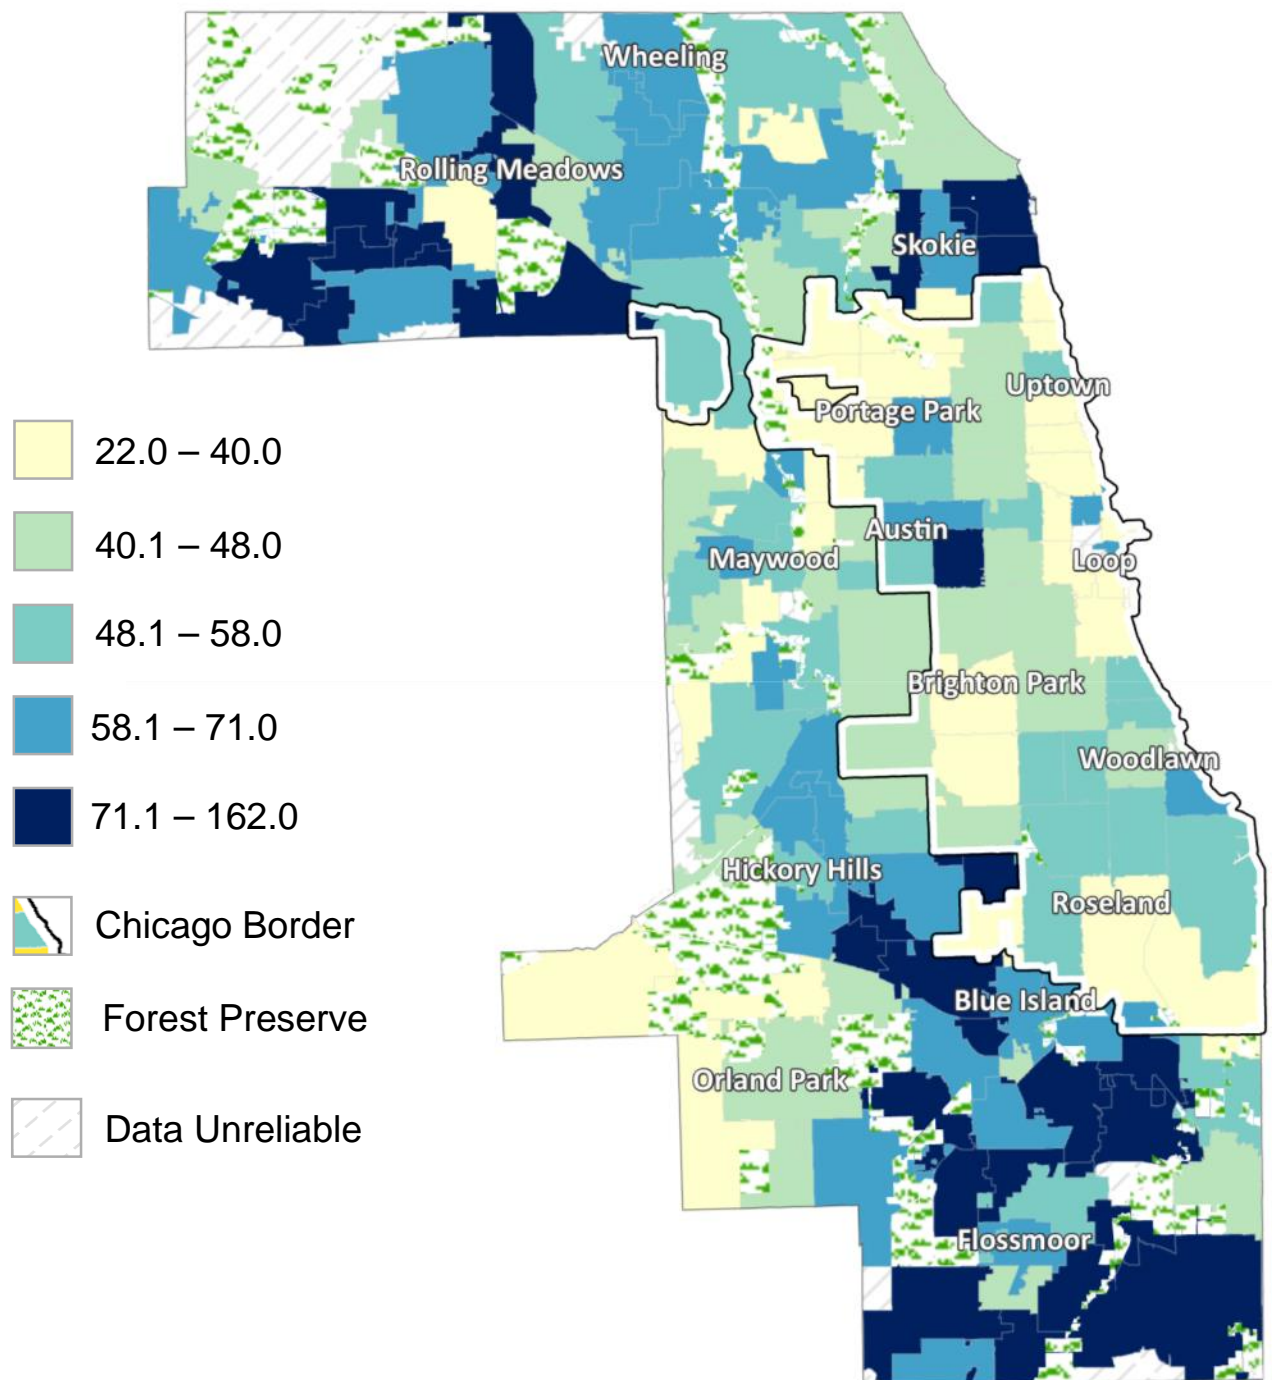 Wheeling
Rolling Meadows
Skokie
Uptown
Portage Park
22.0 – 40.0
Austin
40.1 – 48.0
Maywood
Loop
48.1 – 58.0
Brighton Park
58.1 – 71.0
Woodlawn
71.1 – 162.0
Hickory Hills
Roseland
Chicago Border
Blue Island
Forest Preserve
Orland Park
Data Unreliable
Flossmoor